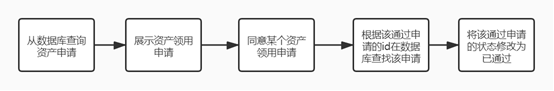 从数据库查询
资产申请
展示资产领用
申请
同意某个资产
领用申请
根据该通过申
请的id在数据
库查找该申请
将该通过申请
的状态修改为
已通过